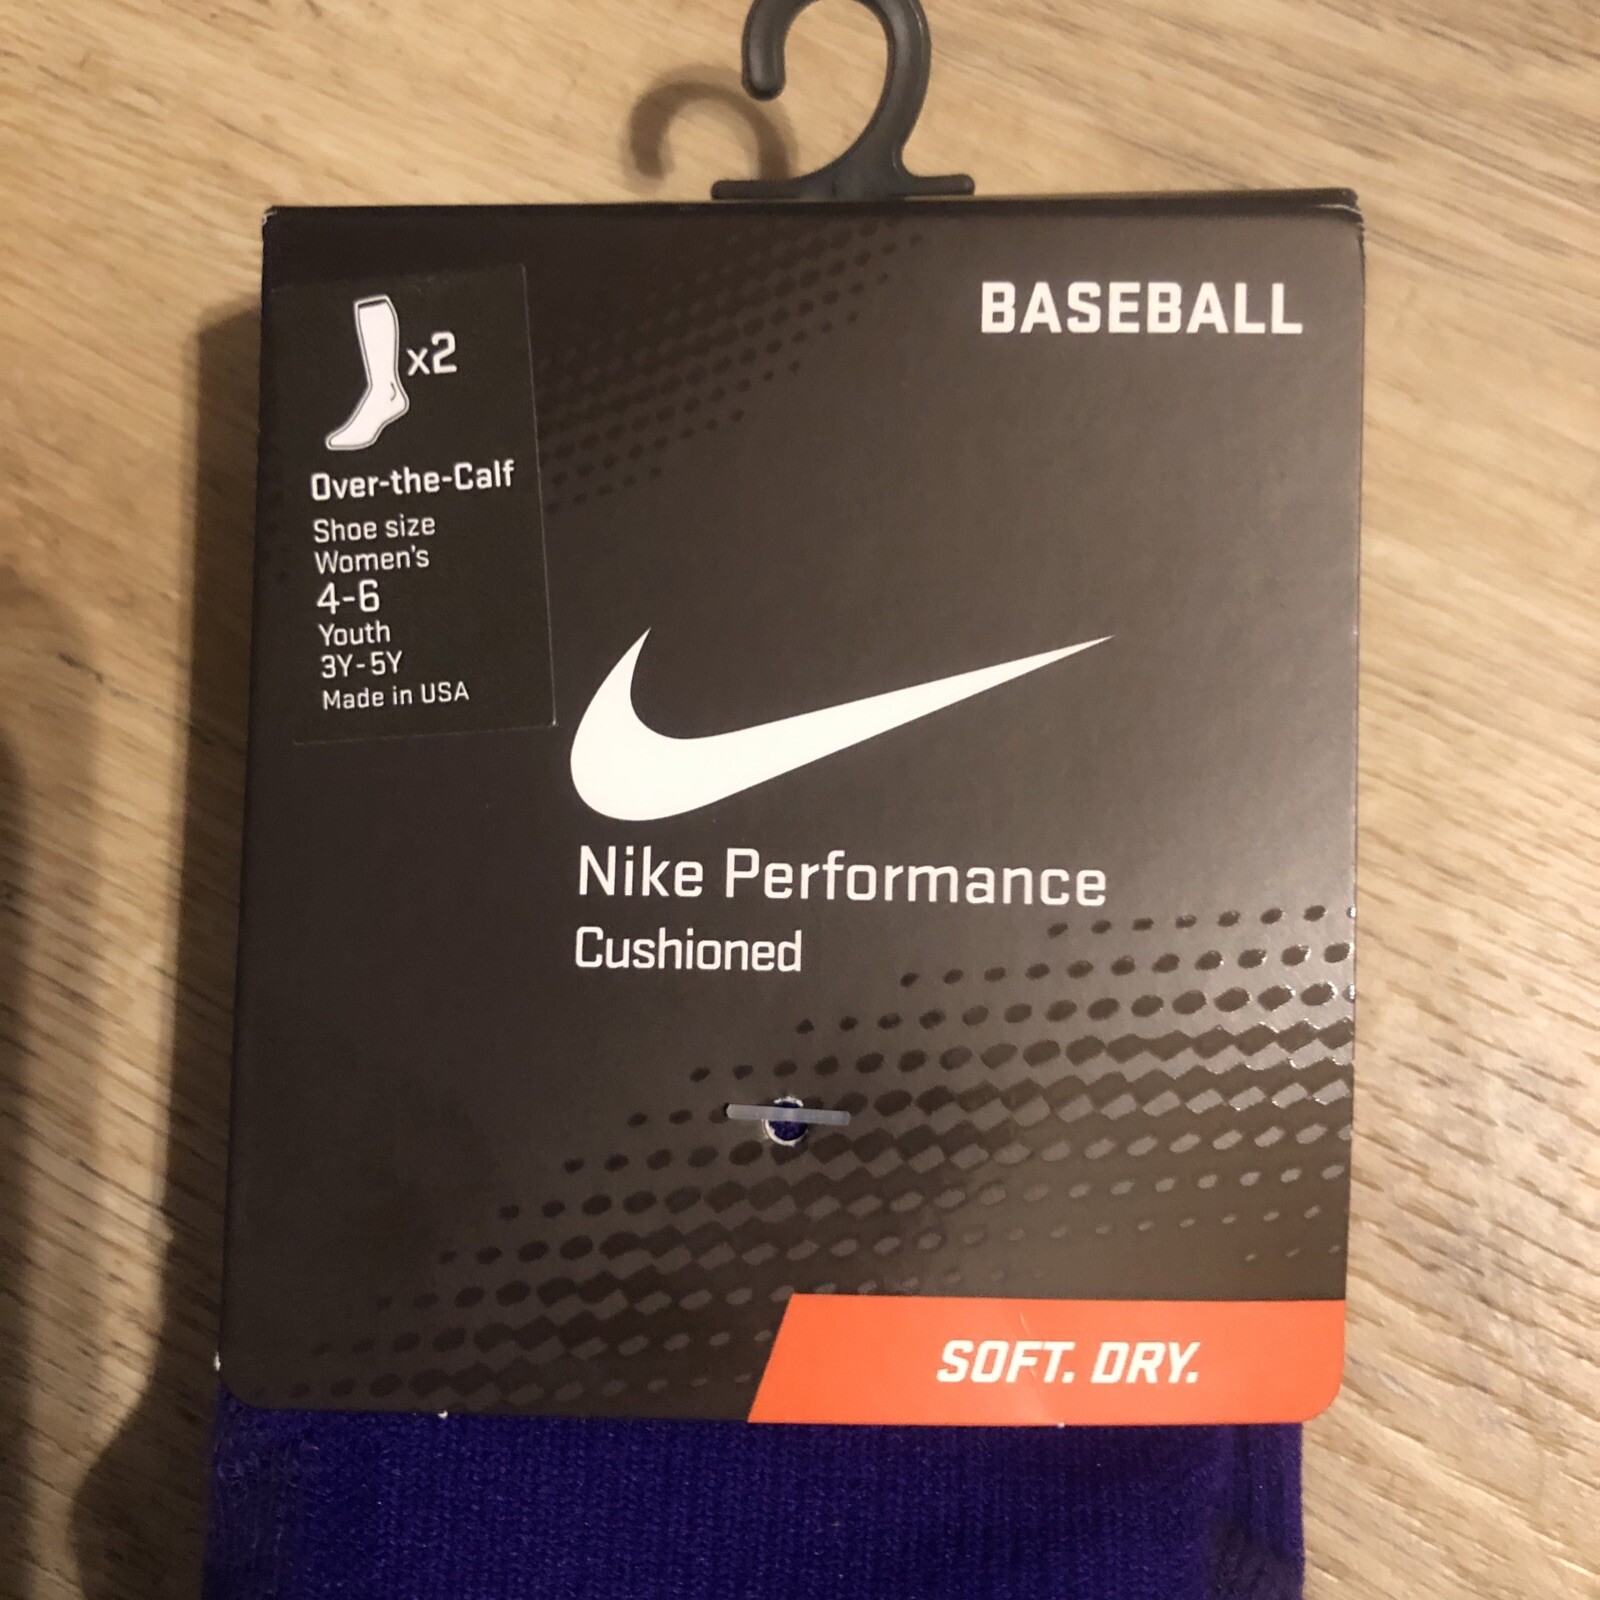 BASEBALL
x2
Over-the-Calf
Shoe size
Women's
4-6
Youth
3Y-5Y
Made in USA
Nike Performance
Cushioned
SOFT. DRY.